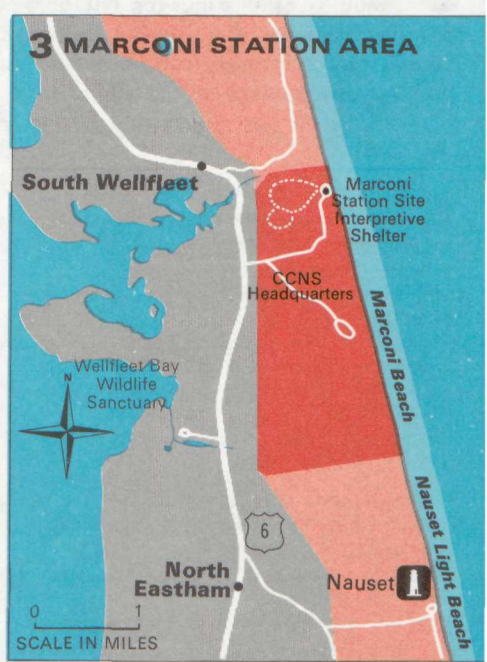 3 MARCONI STATION AREA
South Wellfleet
Marconi
Station Site
Interpretive
Shelter
CCNS
Headquarters
Marconi Beach
Wellfleet Bay
Wildlife
Sanctuary
N
Nauset Light Beach
6
North
Eastham
Nauset
0 1
SCALE IN MILES